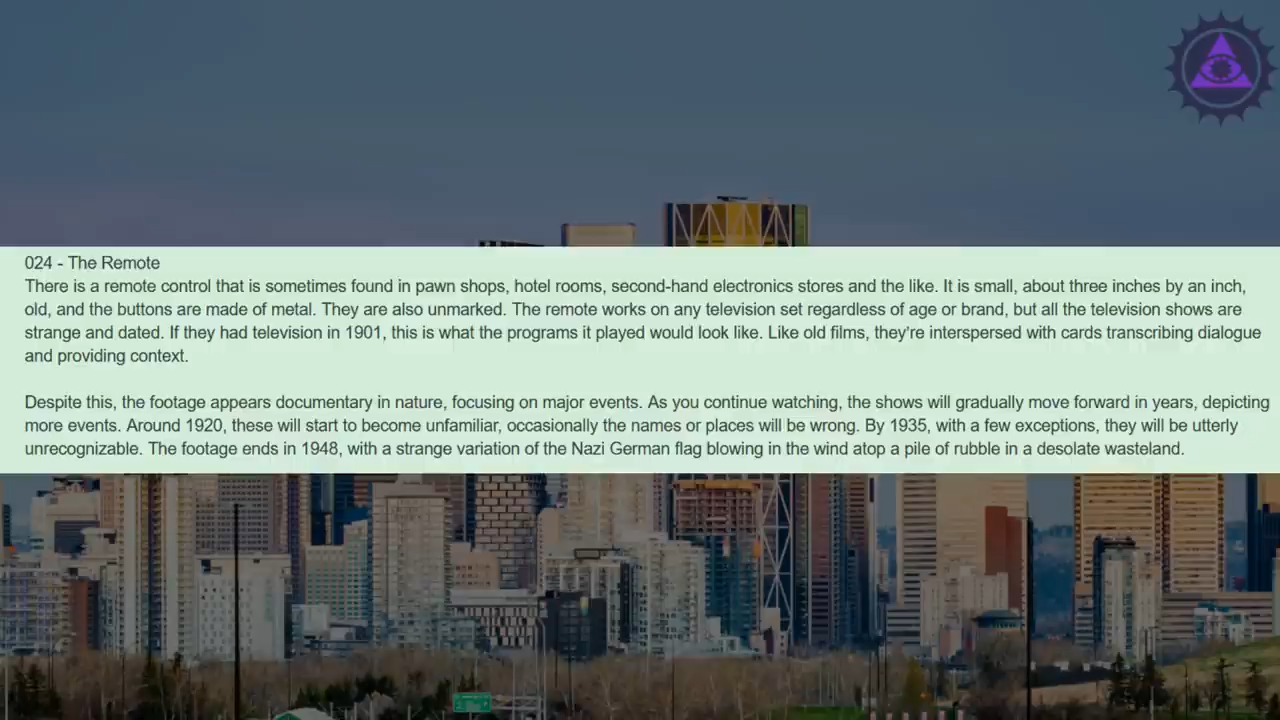 024 - The Remote
There is a remote control that is sometimes found in pawn shops, hotel rooms, second-hand electronics stores and the like. It is small, about three inches by an inch,
old, and the buttons are made of metal. They are also unmarked. The remote works on any television set regardless of age or brand, but all the television shows are
strange and dated. If they had television in 1901, this is what the programs it played would look like. Like old films, they're interspersed with cards transcribing dialogue
and providing context.
Despite this, the footage appears documentary in nature, focusing on major events. As you continue watching, the shows will gradually move forward in years, depicting
more events. Around 1920, these will start to become unfamiliar, occasionally the names or places will be wrong. By 1935, with a few exceptions, they will be utterly
unrecognizable. The footage ends in 1948, with a strange variation of the Nazi German flag blowing in the wind atop a pile of rubble in a desolate wasteland.